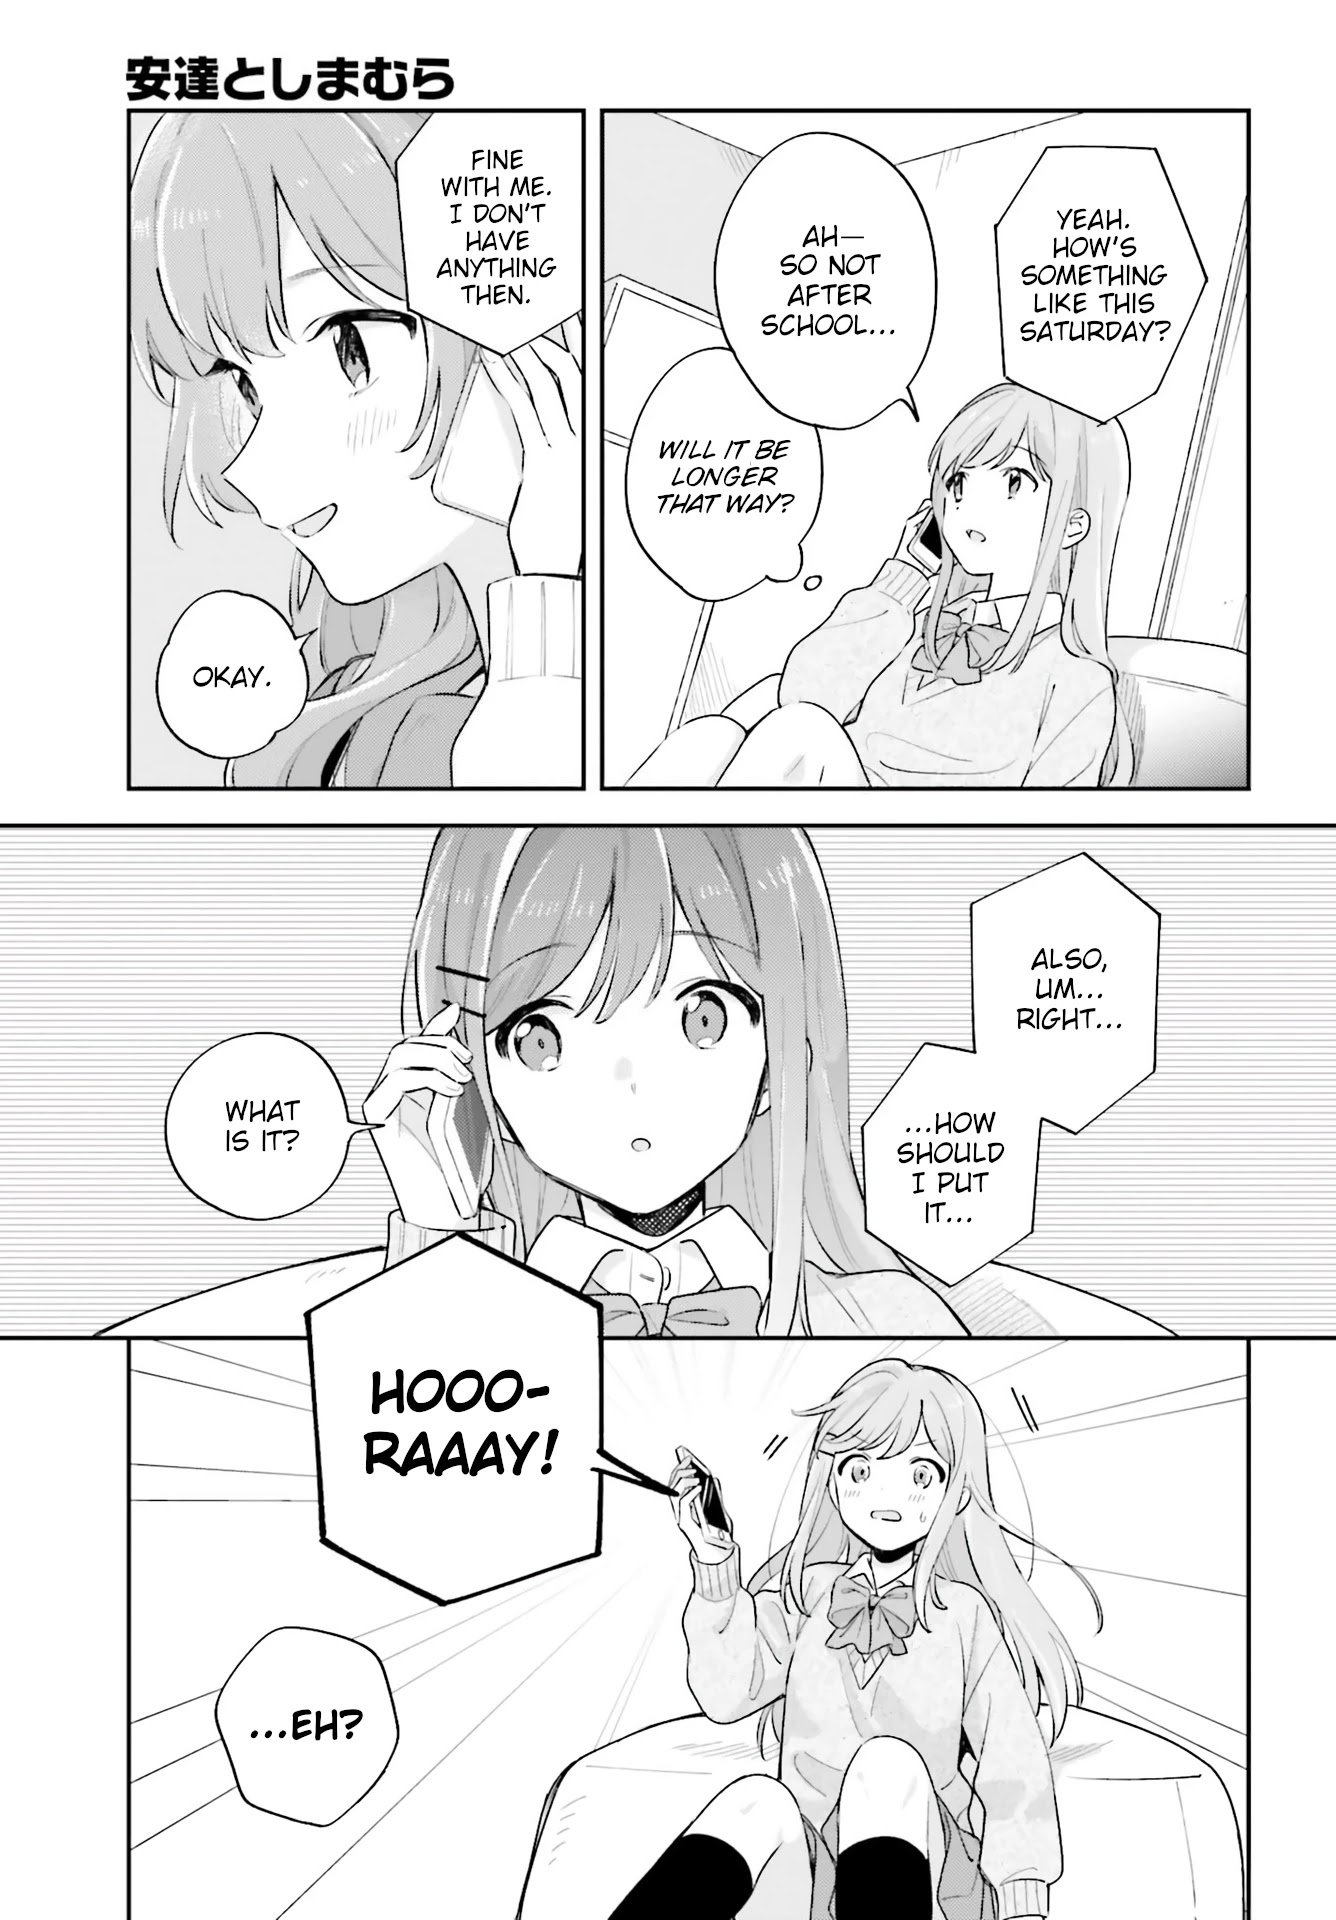 安達としまむら
YEAH.
HOW'S
SOMETHING
LIKE THIS
SATURDAY?
AH—
SO NOT
AFTER
SCHOOL...
WILL IT BE
LONGER
THAT WAY?
FINE
WITH ME.
I DON'T
HAVE
ANYTHING
THEN.
OKAY.
ALSO,
UM...
RIGHT...
...HOW
SHOULD
I PUT
IT...
WHAT
IS IT?
HOOO-
RAAAY!
...EH?